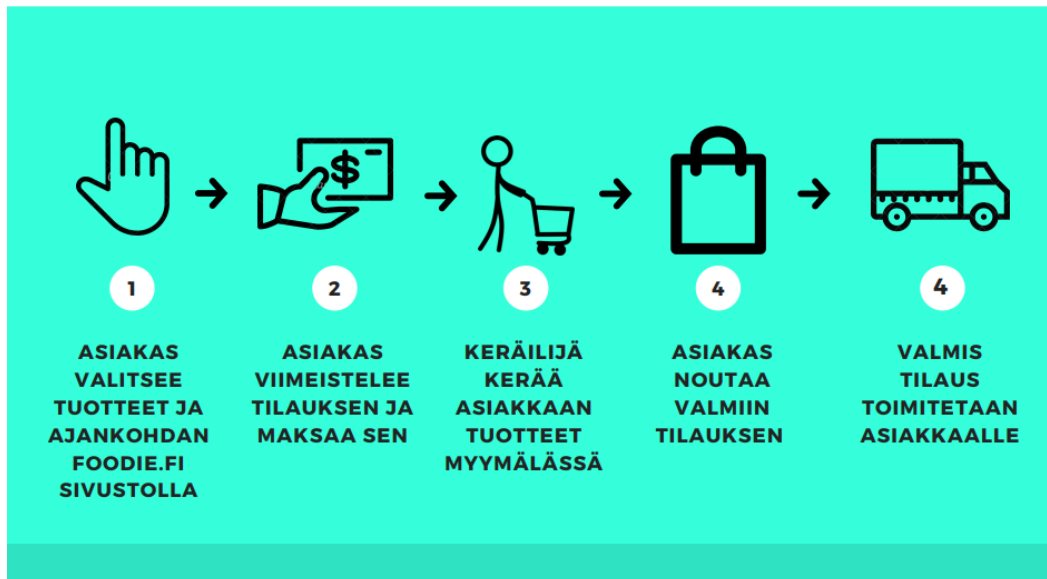 1
ASIAKAS
VALITSEE
TUOTTEET JA
AJANKOHDAN
FOODIE.FI
SIVUSTOLLA
2
ASIAKAS
VIIMEISTELEE
TILAUKSEN JA
MAKSAA SEN
3
KERÄILIJÄ
KERÄÄ
ASIAKKAAN
TUOTTEET
MYYMÄLÄSSÄ
4
ASIAKAS
NOUTAA
VALMIIN
TILAUKSEN
4
VALMIS
TILAUS
TOIMITETAAN
ASIAKKAALLE
$